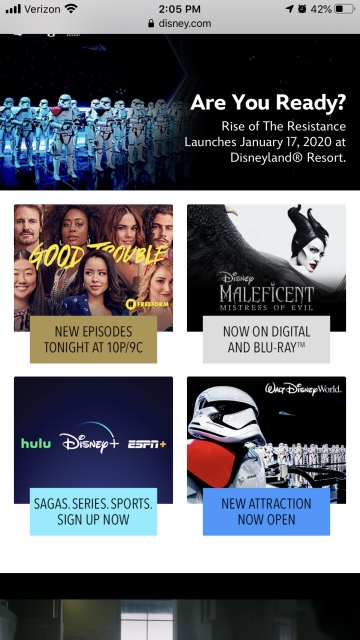 Verizon 2:05 PM 42%
disney.com
Are You Ready?
Rise of The Resistance
Launches January 17, 2020 at
Disneyland® Resort.
GOOD TROUBLE
FREEFORM
NEW EPISODES
TONIGHT AT 10P/9C
Disney
MALEFICENT
MISTRESS OF EVIL
NOW ON DIGITAL
AND BLU-RAY™
hulu Disney+ ESPN+
SAGAS. SERIES. SPORTS.
SIGN UP NOW
Walt Disney World.
NEW ATTRACTION
NOW OPEN